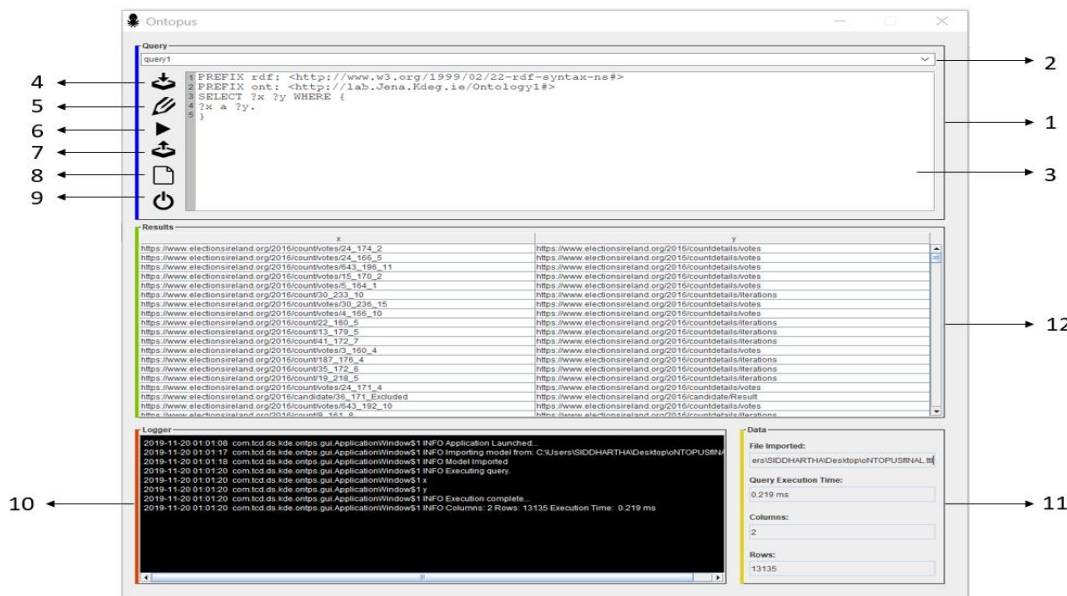 Ontopus
Query
query1
4
5
6
7
8
9
1 PREFIX rdf: <http://www.w3.org/1999/02/22-rdf-syntax-ns#>
2 PREFIX ont: <http://lab.Jena.Kdeg.ie/Ontology1#>
3 SELECT ?x ?y WHERE {
4 ?x a ?y.
5 }
2
1
3
Results
x y
https://www.electionsireland.org/2016/count/votes/24_174_2 https://www.electionsireland.org/2016/countdetails/votes
https://www.electionsireland.org/2016/count/votes/24_166_5 https://www.electionsireland.org/2016/countdetails/votes
https://www.electionsireland.org/2016/count/votes/643_196_11 https://www.electionsireland.org/2016/countdetails/votes
https://www.electionsireland.org/2016/count/votes/15_170_2 https://www.electionsireland.org/2016/countdetails/votes
https://www.electionsireland.org/2016/count/votes/5_164_1 https://www.electionsireland.org/2016/countdetails/votes
https://www.electionsireland.org/2016/count/30_233_10 https://www.electionsireland.org/2016/countdetails/iterations
https://www.electionsireland.org/2016/count/votes/30_236_15 https://www.electionsireland.org/2016/countdetails/votes
https://www.electionsireland.org/2016/count/votes/4_166_10 https://www.electionsireland.org/2016/countdetails/votes
https://www.electionsireland.org/2016/count/22_160_5 https://www.electionsireland.org/2016/countdetails/iterations
https://www.electionsireland.org/2016/count/13_179_5 https://www.electionsireland.org/2016/countdetails/iterations
https://www.electionsireland.org/2016/count/41_172_7 https://www.electionsireland.org/2016/countdetails/iterations
https://www.electionsireland.org/2016/count/votes/3_160_4 https://www.electionsireland.org/2016/countdetails/votes
https://www.electionsireland.org/2016/count/187_176_4 https://www.electionsireland.org/2016/countdetails/iterations
https://www.electionsireland.org/2016/count/35_172_6 https://www.electionsireland.org/2016/countdetails/iterations
https://www.electionsireland.org/2016/count/19_218_5 https://www.electionsireland.org/2016/countdetails/iterations
https://www.electionsireland.org/2016/count/votes/24_171_4 https://www.electionsireland.org/2016/countdetails/votes
https://www.electionsireland.org/2016/candidate/36_171_Excluded https://www.electionsireland.org/2016/candidate/Result
https://www.electionsireland.org/2016/count/votes/643_192_10 https://www.electionsireland.org/2016/countdetails/votes
https://www.electionsireland.org/2016/count/9_161_8 https://www.electionsireland.org/2016/countdetails/iterations
12
Logger
2019-11-20 01:01:08 com.tcd.ds.kde.ontps.gui.ApplicationWindow$1 INFO Application Launched...
2019-11-20 01:01:17 com.tcd.ds.kde.ontps.gui.ApplicationWindow$1 INFO Importing model from: C:\Users\SIDDHARTHA\Desktop\oNTOPUSfINA
2019-11-20 01:01:18 com.tcd.ds.kde.ontps.gui.ApplicationWindow$1 INFO Model Imported
2019-11-20 01:01:20 com.tcd.ds.kde.ontps.gui.ApplicationWindow$1 INFO Executing query.
2019-11-20 01:01:20 com.tcd.ds.kde.ontps.gui.ApplicationWindow$1 x
2019-11-20 01:01:20 com.tcd.ds.kde.ontps.gui.ApplicationWindow$1 y
2019-11-20 01:01:20 com.tcd.ds.kde.ontps.gui.ApplicationWindow$1 INFO Execution complete...
2019-11-20 01:01:20 com.tcd.ds.kde.ontps.gui.ApplicationWindow$1 INFO Columns: 2 Rows: 13135 Execution Time: 0.219 ms
10
Data
File Imported:
ers\SIDDHARTHA\Desktop\oNTOPUSfINAL.ttl
Query Execution Time:
0.219 ms
Columns:
2
Rows:
13135
11